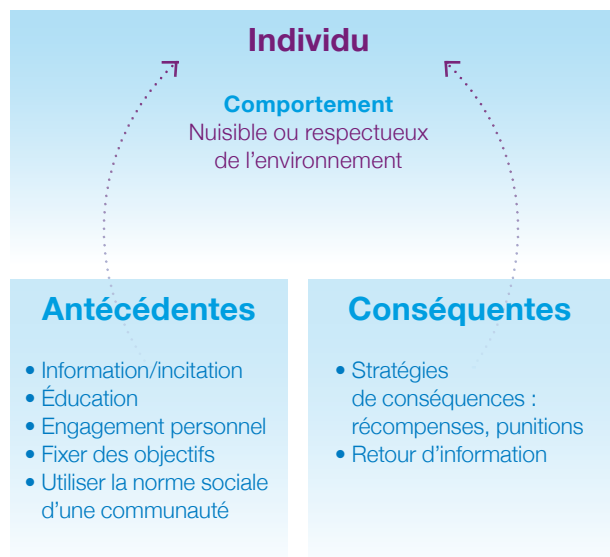 Individu
Comportement
Nuisible ou respectueux
de l’environnement
Antécédentes
• Information/incitation
• Éducation
• Engagement personnel
• Fixer des objectifs
• Utiliser la norme sociale
d’une communauté
Conséquentes
• Stratégies
de conséquences :
récompenses, punitions
• Retour d’information